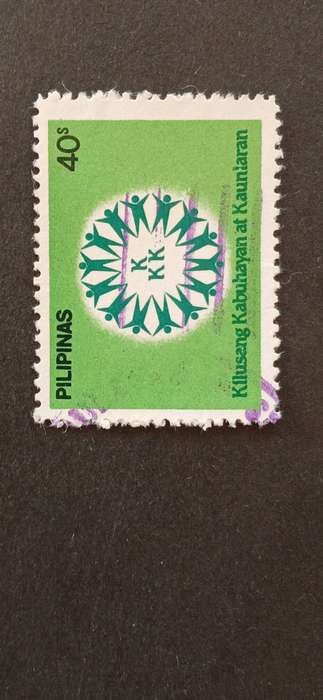 PILIPINAS 40s
K
KK
Kilusang Kabuhayan at Kaunlaran